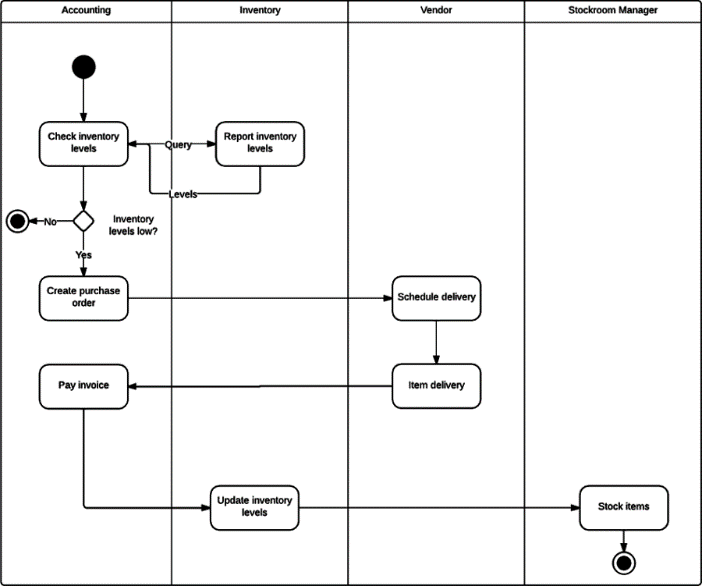 Accounting
Inventory
Vendor
Stockroom Manager
Check inventory
levels
Query
Report inventory
levels
Levels
No
Inventory
levels low?
Yes
Create purchase
order
Schedule delivery
Pay invoice
Item delivery
Update inventory
levels
Stock items